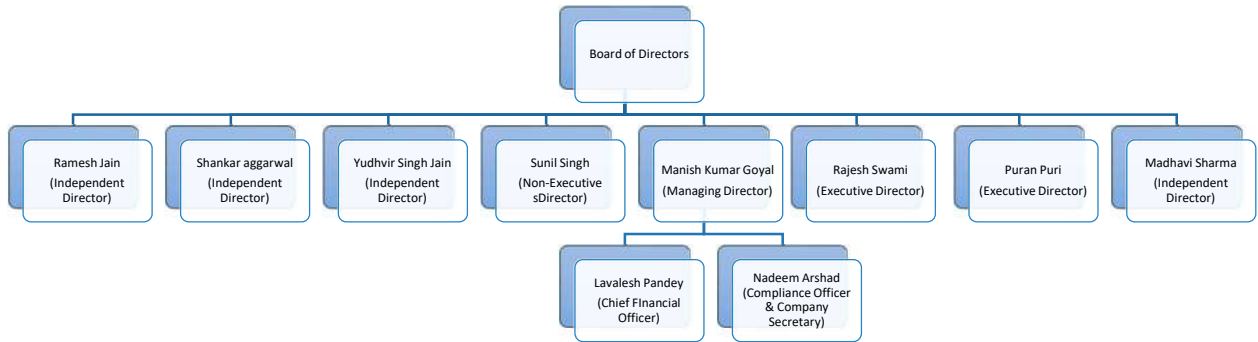 Board of Directors
Ramesh Jain
(Independent
Director)
Shankar aggarwal
(Independent
Director)
Yudhvir Singh Jain
(Independent
Director)
Sunil Singh
(Non-Executive
sDirector)
Manish Kumar Goyal
(Managing Director)
Rajesh Swami
(Executive Director)
Puran Puri
(Executive Director)
Madhavi Sharma
(Independent
Director)
Lavalesh Pandey
(Chief FInancial
Officer)
Nadeem Arshad
(Compliance Officer
& Company
Secretary)